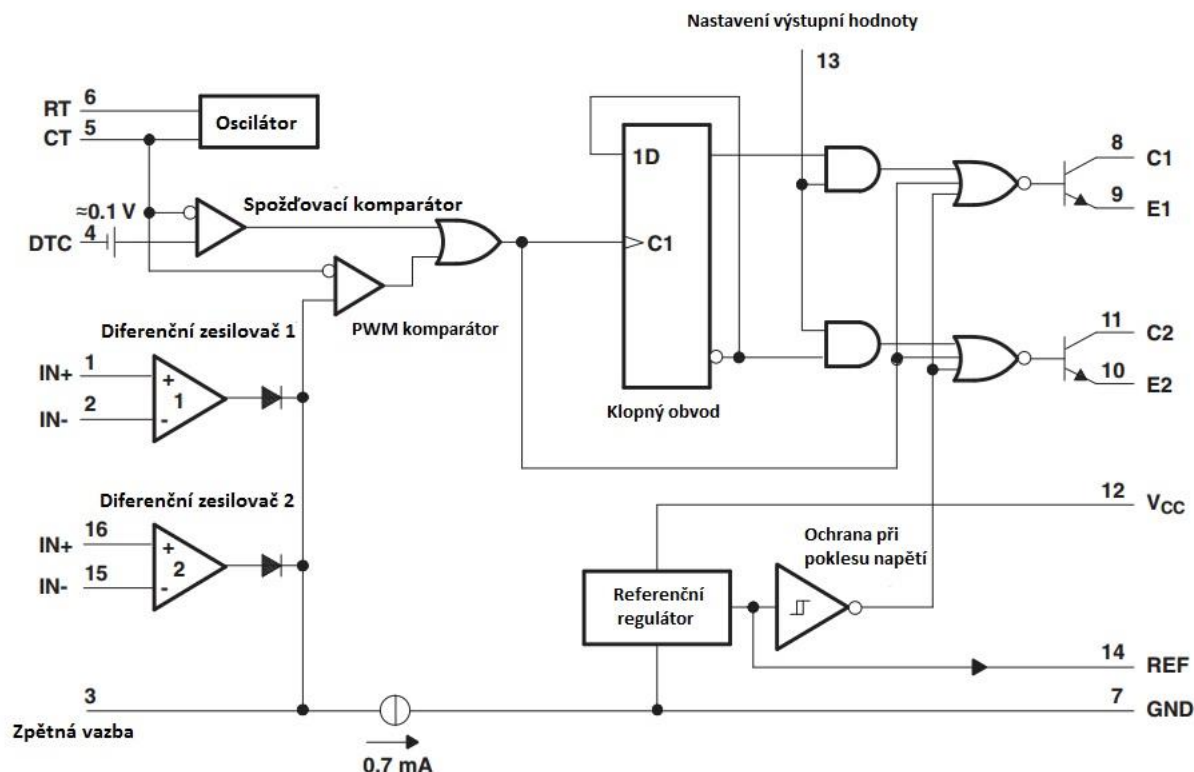 Nastavení výstupní hodnoty
13
RT 6
CT 5
Oscilátor
≈0.1 V
DTC 4
Spožďovací komparátor
PWM komparátor
1D
C1
Klopný obvod
8 C1
9 E1
11 C2
10 E2
Diferenční zesilovač 1
IN+ 1
IN- 2
+
1
-
Diferenční zesilovač 2
IN+ 16
IN- 15
+
2
-
12 VCC
Ochrana při
poklesu napětí
Referenční
regulátor
14 REF
7 GND
3
Zpětná vazba
0.7 mA